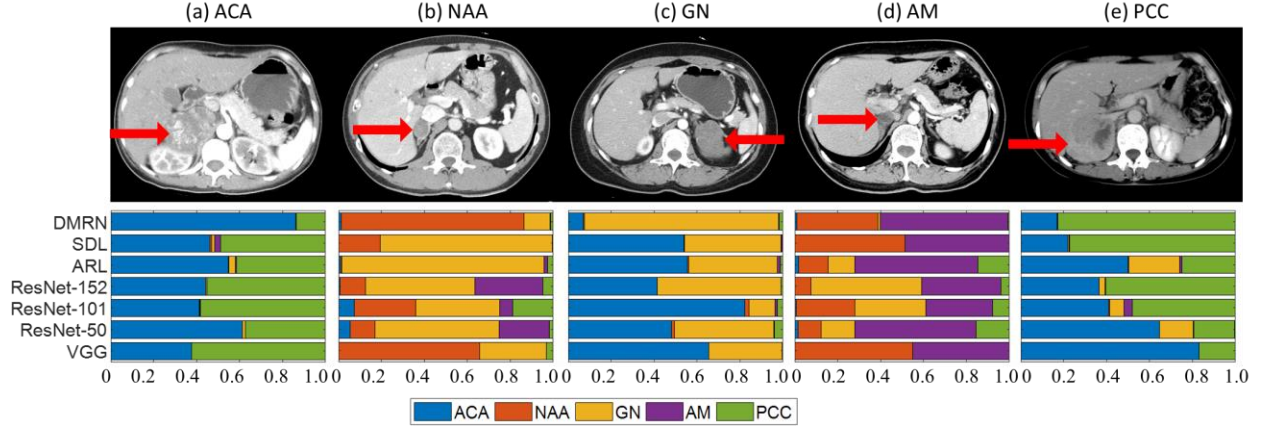 (a) ACA (b) NAA (c) GN (d) AM (e) PCC
DMRN
SDL
ARL
ResNet-152
ResNet-101
ResNet-50
VGG
0 0.2 0.4 0.6 0.8 1.0 0 0.2 0.4 0.6 0.8 1.0 0 0.2 0.4 0.6 0.8 1.0 0 0.2 0.4 0.6 0.8 1.0 0 0.2 0.4 0.6 0.8 1.0
ACA NAA GN AM PCC